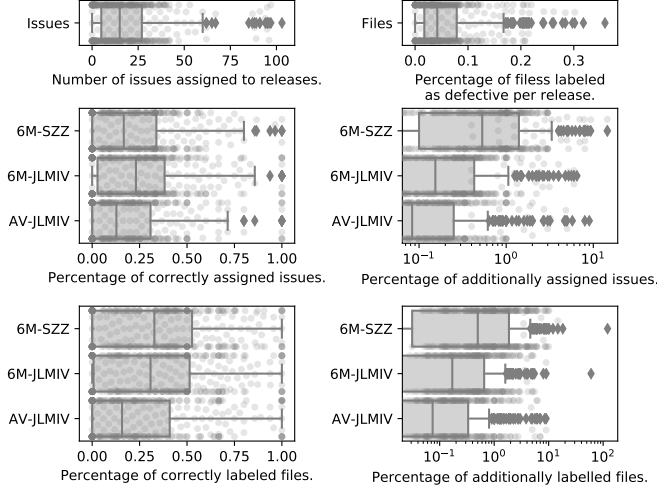 Issues
0 25 50 75 100
Number of issues assigned to releases.
Files
0.0 0.1 0.2 0.3
Percentage of filess labeled
as defective per release.
6M-SZZ
6M-JLMIV
AV-JLMIV
0.00 0.25 0.50 0.75 1.00
Percentage of correctly assigned issues.
6M-SZZ
6M-JLMIV
AV-JLMIV
10⁻¹ 10⁰ 10¹
Percentage of additionally assigned issues.
6M-SZZ
6M-JLMIV
AV-JLMIV
0.00 0.25 0.50 0.75 1.00
Percentage of correctly labeled files.
6M-SZZ
6M-JLMIV
AV-JLMIV
10⁻¹ 10⁰ 10¹ 10²
Percentage of additionally labelled files.